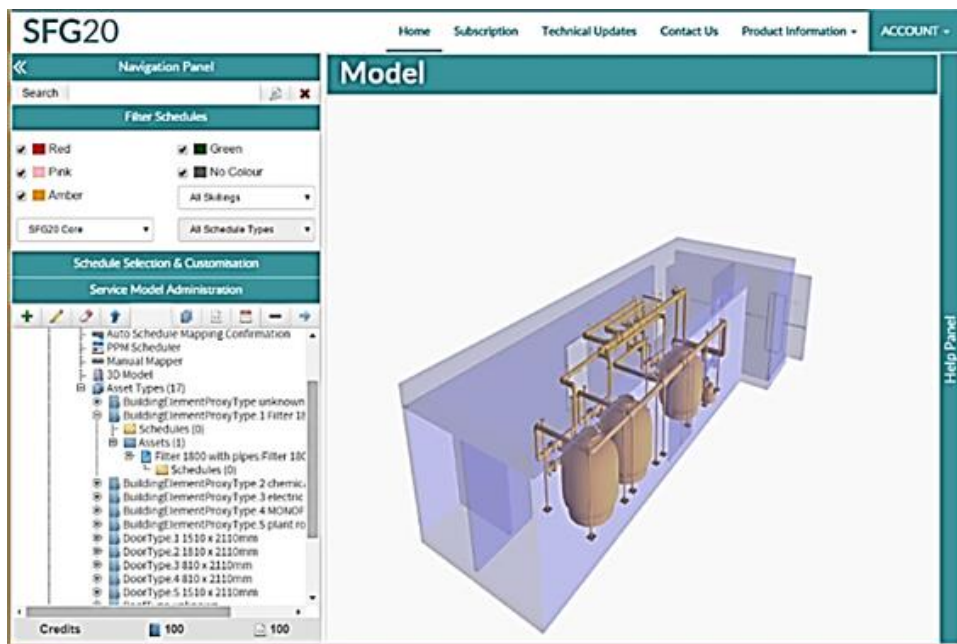 SFG20
Home Subscription Technical Updates Contact Us Product Information ACCOUNT
Navigation Panel
Search
Filter Schedules
Red Green
Pink No Colour
Amber All Skillings
SFG20 Core All Schedule Types
Schedule Selection & Customisation
Service Model Administration
Auto Schedule Mapping Confirmation
PPM Scheduler
Manual Mapper
3D Model
Asset Types (17)
BuildingElementProxyType unknown
BuildingElementProxyType.1 Filter 18
Schedules (0)
Assets (1)
Filter 1800 with pipes:Filter 180
Schedules (0)
BuildingElementProxyType.2 chemic
BuildingElementProxyType.3 electric
BuildingElementProxyType.4 MONOF
BuildingElementProxyType.5 plant ro
DoorType.1 1510 x 2110mm
DoorType.2 1810 x 2110mm
DoorType.3 810 x 2110mm
DoorType.4 810 x 2110mm
DoorType.5 1510 x 2110mm
Credits 100 100
Model
Help Panel